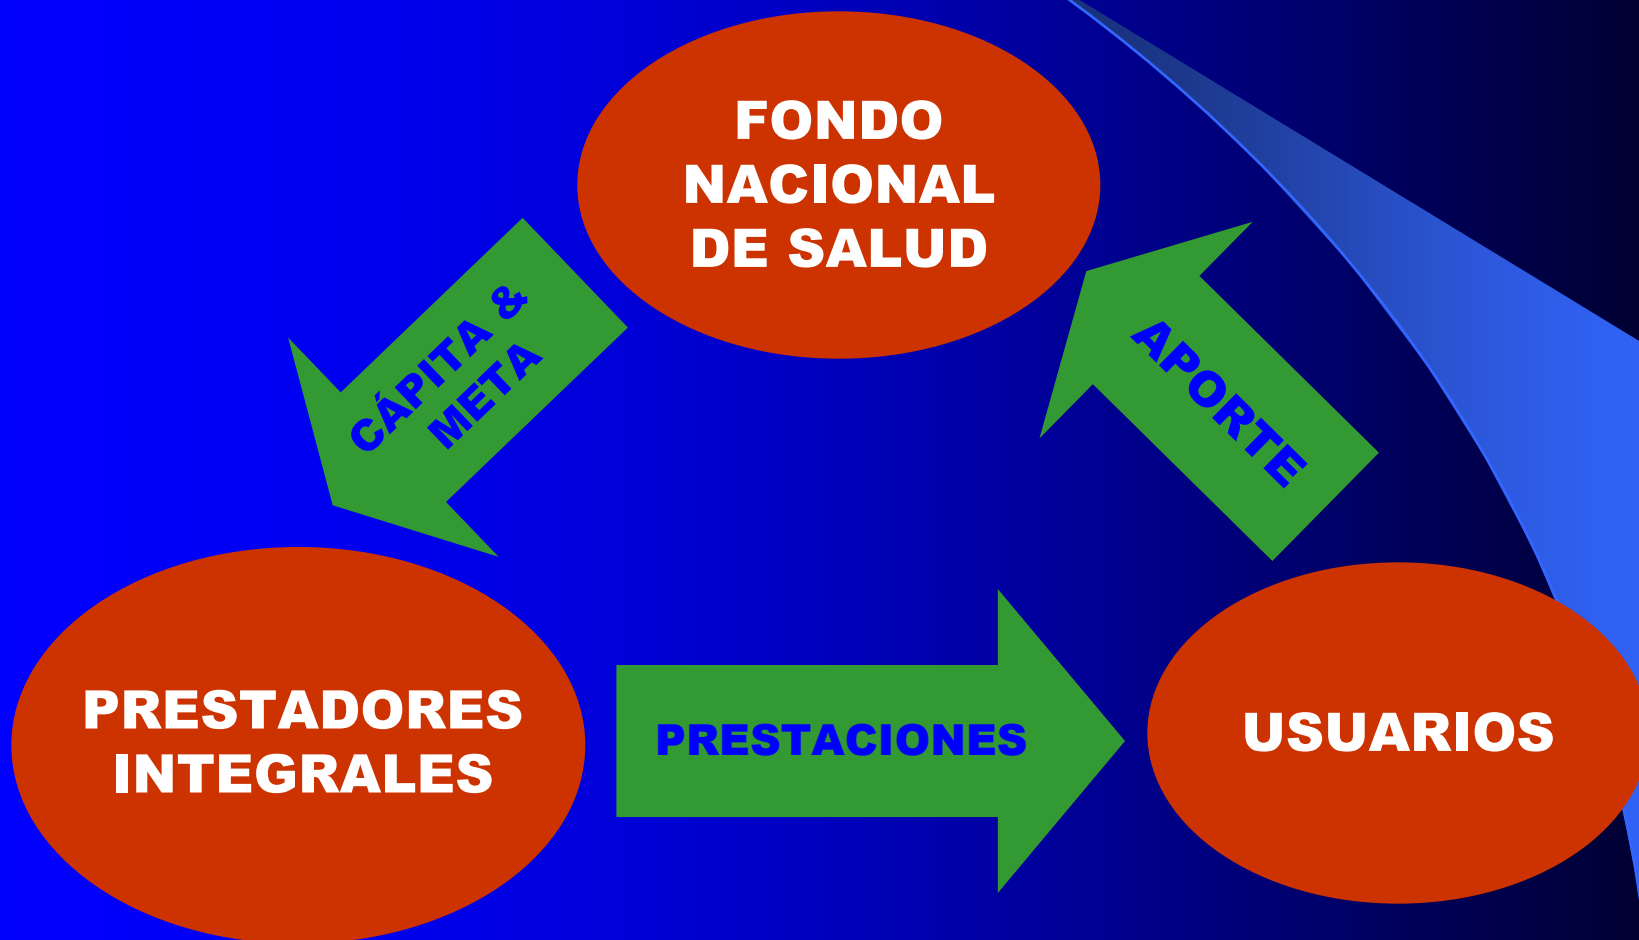 FONDO
NACIONAL
DE SALUD
CÁPITA &
META
APORTE
PRESTADORES
INTEGRALES
PRESTACIONES
USUARIOS